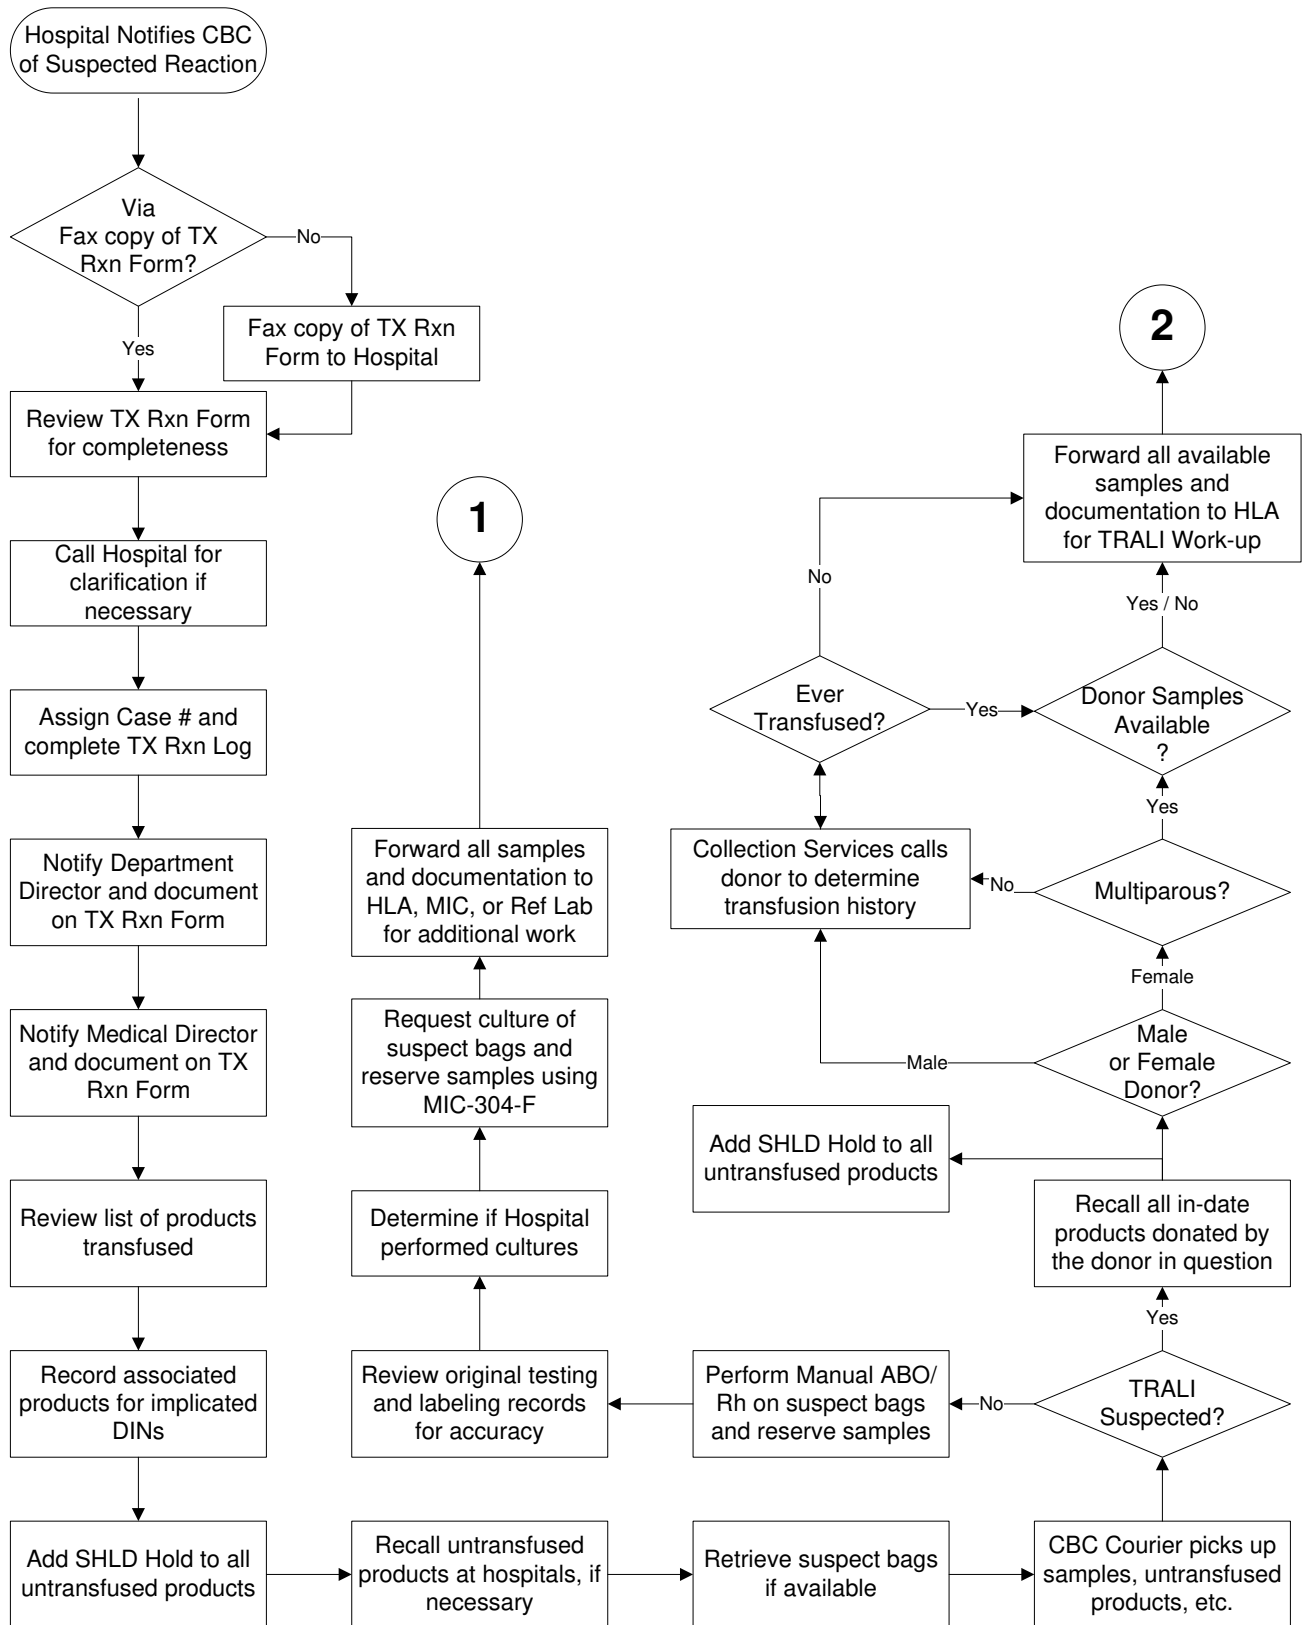 Hospital Notifies CBC
of Suspected Reaction
Via
Fax copy of TX
Rxn Form?
No
Yes
Fax copy of TX Rxn
Form to Hospital
Review TX Rxn Form
for completeness
Call Hospital for
clarification if
necessary
Assign Case # and
complete TX Rxn Log
Notify Department
Director and document
on TX Rxn Form
Notify Medical Director
and document on TX
Rxn Form
Review list of products
transfused
Record associated
products for implicated
DINs
Add SHLD Hold to all
untransfused products
Recall untransfused
products at hospitals, if
necessary
Retrieve suspect bags
if available
CBC Courier picks up
samples, untransfused
products, etc.
TRALI
Suspected?
No
Yes
Perform Manual ABO/
Rh on suspect bags
and reserve samples
Review original testing
and labeling records
for accuracy
Determine if Hospital
performed cultures
Request culture of
suspect bags and
reserve samples using
MIC-304-F
Forward all samples
and documentation to
HLA, MIC, or Ref Lab
for additional work
1
Recall all in-date
products donated by
the donor in question
Add SHLD Hold to all
untransfused products
Male
or Female
Donor?
Male
Female
Multiparous?
No
Yes
Collection Services calls
donor to determine
transfusion history
Ever
Transfused?
No
Yes
Donor Samples
Available
?
Yes / No
Forward all available
samples and
documentation to HLA
for TRALI Work-up
2